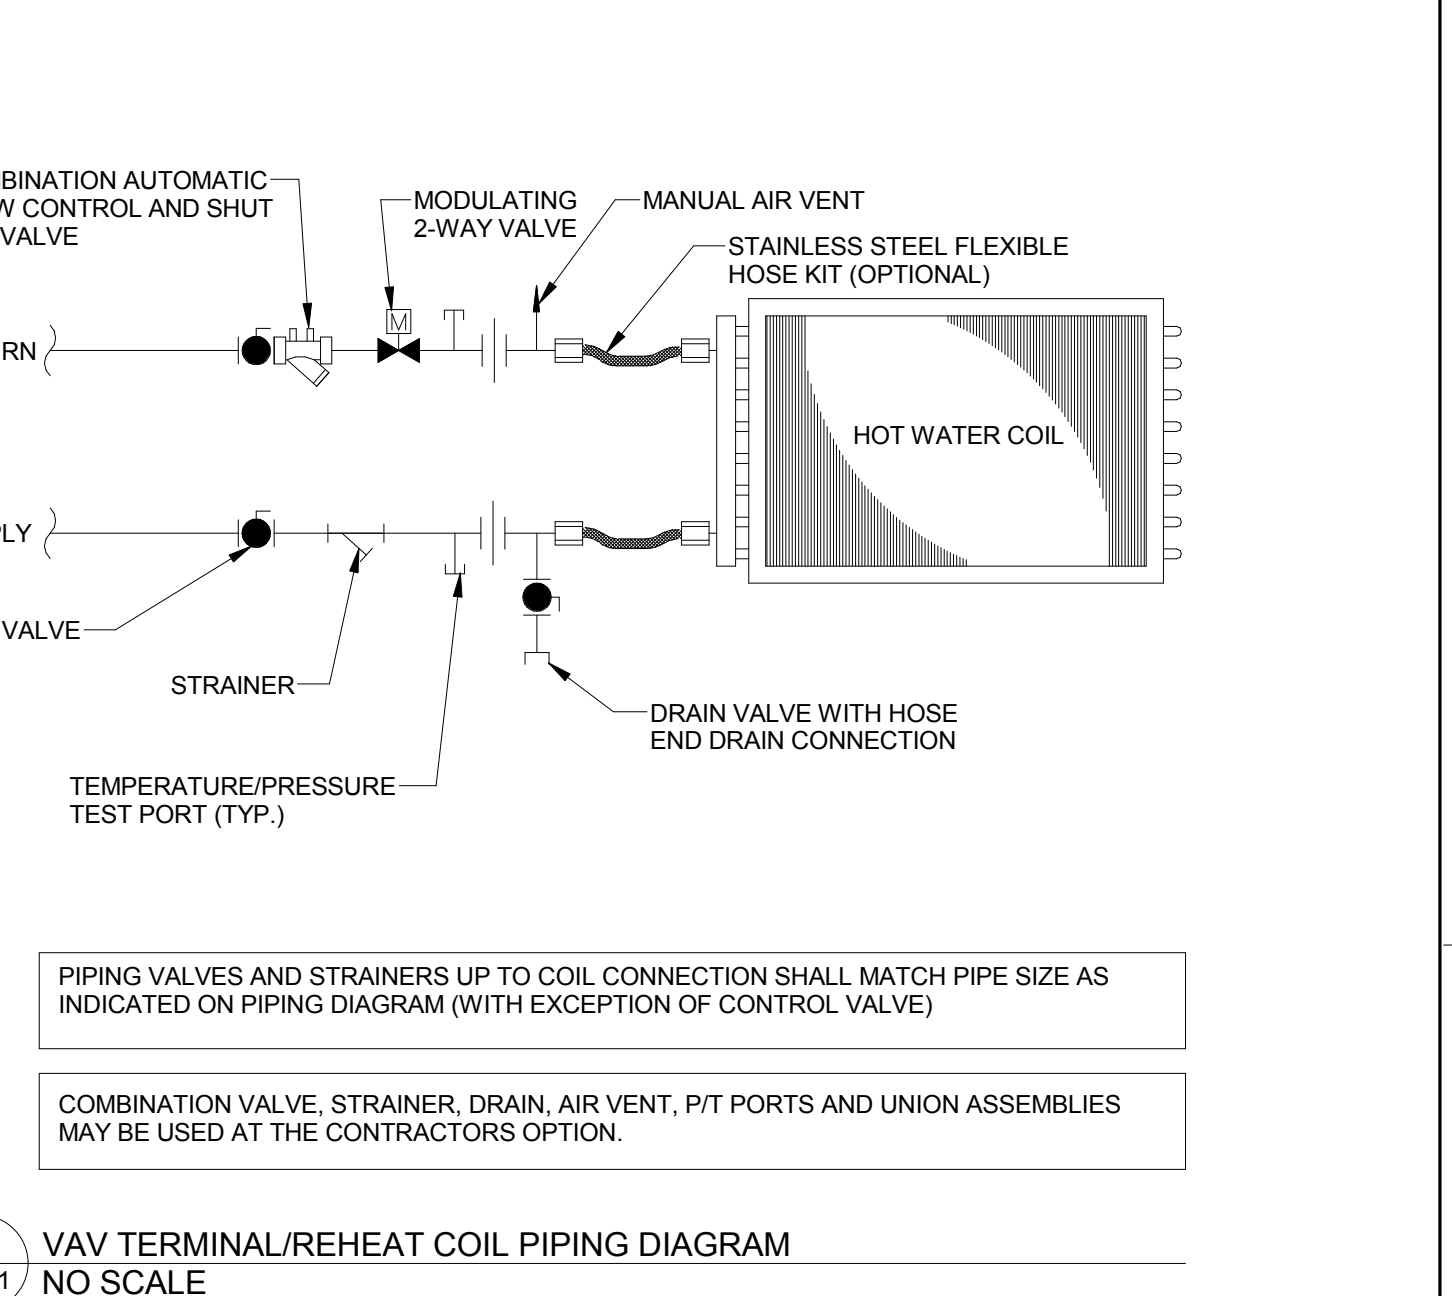 BINATION AUTOMATIC
W CONTROL AND SHUT
VALVE
MODULATING
2-WAY VALVE
MANUAL AIR VENT
STAINLESS STEEL FLEXIBLE
HOSE KIT (OPTIONAL)
M
RN
HOT WATER COIL
PLY
VALVE
STRAINER
DRAIN VALVE WITH HOSE
END DRAIN CONNECTION
TEMPERATURE/PRESSURE
TEST PORT (TYP.)
PIPING VALVES AND STRAINERS UP TO COIL CONNECTION SHALL MATCH PIPE SIZE AS
INDICATED ON PIPING DIAGRAM (WITH EXCEPTION OF CONTROL VALVE)
COMBINATION VALVE, STRAINER, DRAIN, AIR VENT, P/T PORTS AND UNION ASSEMBLIES
MAY BE USED AT THE CONTRACTORS OPTION.
VAV TERMINAL/REHEAT COIL PIPING DIAGRAM
1
NO SCALE